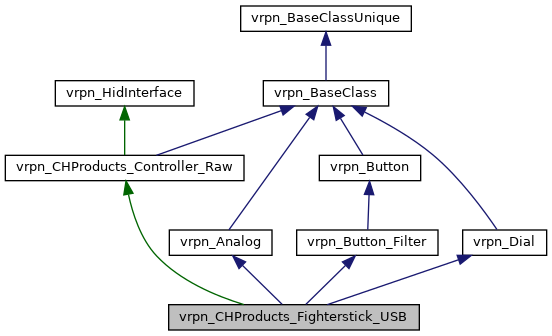 vrpn_BaseClassUnique
vrpn_HidInterface
vrpn_BaseClass
vrpn_CHProducts_Controller_Raw
vrpn_Button
vrpn_Analog
vrpn_Button_Filter
vrpn_Dial
vrpn_CHProducts_Fighterstick_USB